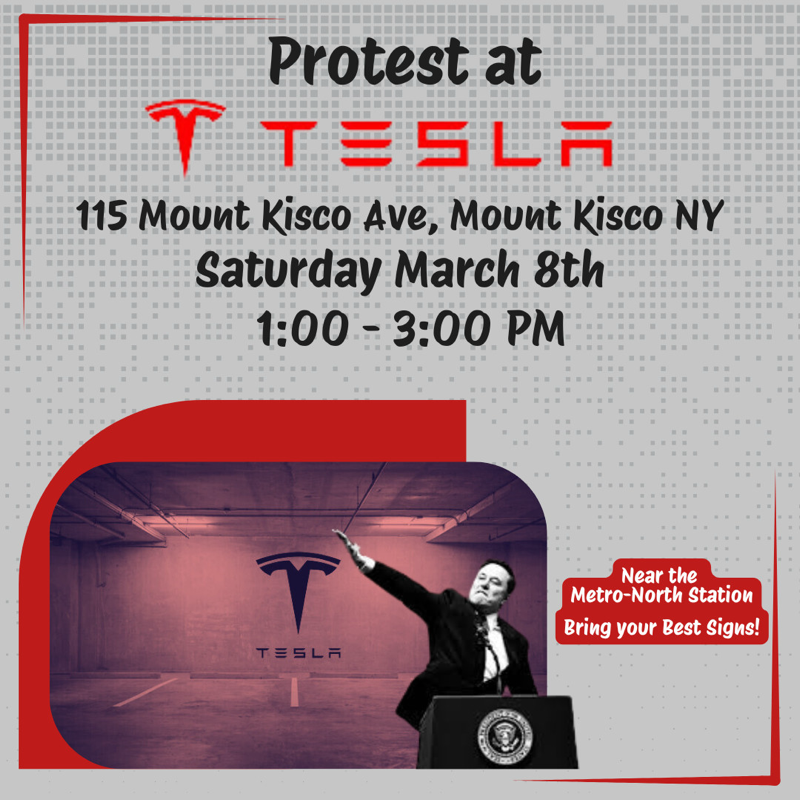 Protest at
TESLA
115 Mount Kisco Ave, Mount Kisco NY
Saturday March 8th
1:00 - 3:00 PM
TESLA
Near the
Metro-North Station
Bring your Best Signs!